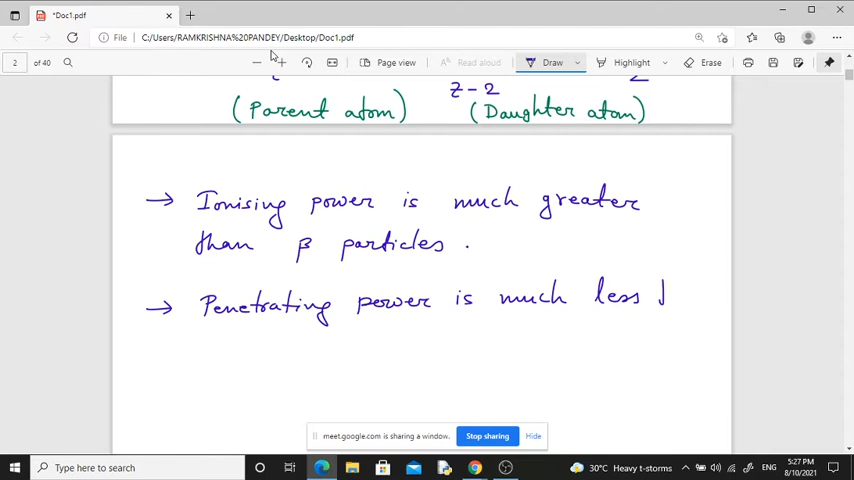 *Doc1.pdf
File
C:/Users/RAMKRISHNA%20PANDEY/Desktop/Doc1.pdf
2 of 40
Page view
Read aloud
Draw
Highlight
Erase
z-2
(Parent atom) (Daughter atom)
→ Ionising power is much greater
than β particles.
→ Penetrating power is much less
meet.google.com is sharing a window.
Stop sharing
Hide
Type here to search
30°C Heavy t-storms
ENG
5:27 PM
8/10/2021